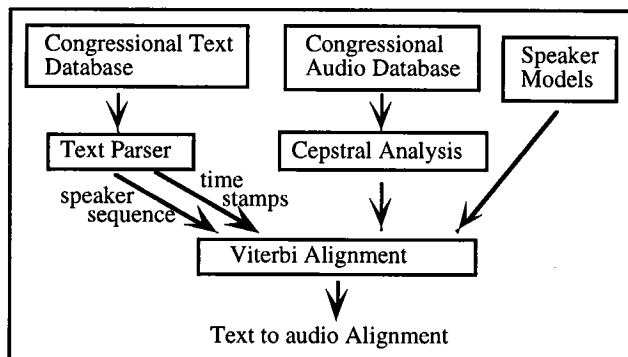 Congressional Text
Database
Congressional
Audio Database
Speaker
Models
Text Parser
Cepstral Analysis
speaker
sequence
time
stamps
Viterbi Alignment
Text to audio Alignment